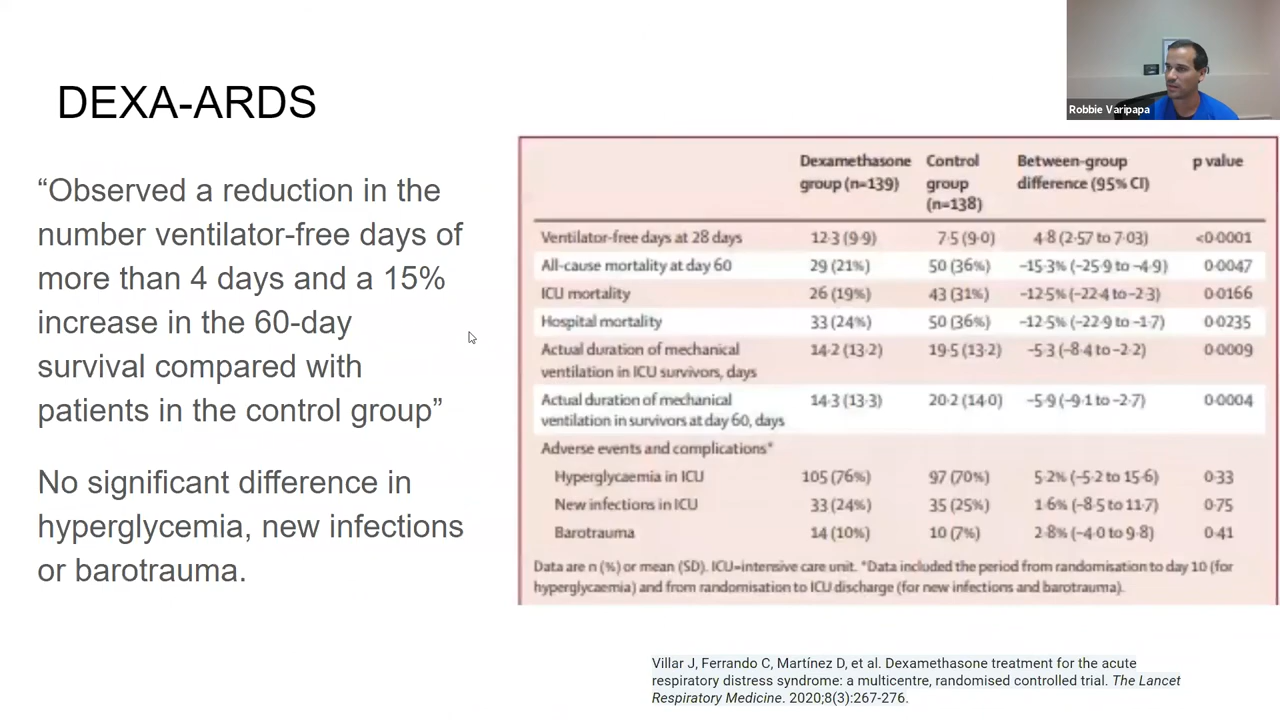 DEXA-ARDS
“Observed a reduction in the
number ventilator-free days of
more than 4 days and a 15%
increase in the 60-day
survival compared with
patients in the control group”
No significant difference in
hyperglycemia, new infections
or barotrauma.
Robbie Varipapa
Dexamethasone group (n=139) Control group (n=138) Between-group difference (95% CI) p value
Ventilator-free days at 28 days 12·3 (9·9) 7·5 (9·0) 4·8 (2·57 to 7·03) <0·0001
All-cause mortality at day 60 29 (21%) 50 (36%) –15·3% (–25·9 to –4·9) 0·0047
ICU mortality 26 (19%) 43 (31%) –12·5% (–22·4 to –2·3) 0·0166
Hospital mortality 33 (24%) 50 (36%) –12·5% (–22·9 to –1·7) 0·0235
Actual duration of mechanical 14·2 (13·2) 19·5 (13·2) –5·3 (–8·4 to –2·2) 0·0009
ventilation in ICU survivors, days
Actual duration of mechanical 14·3 (13·3) 20·2 (14·0) –5·9 (–9·1 to –2·7) 0·0004
ventilation in survivors at day 60, days
Adverse events and complications*
Hyperglycaemia in ICU 105 (76%) 97 (70%) 5·2% (–5·2 to 15·6) 0·33
New infections in ICU 33 (24%) 35 (25%) 1·6% (–8·5 to 11·7) 0·75
Barotrauma 14 (10%) 10 (7%) 2·8% (–4·0 to 9·8) 0·41
Data are n (%) or mean (SD). ICU=intensive care unit. *Data included the period from randomisation to day 10 (for
hyperglycaemia) and from randomisation to ICU discharge (for new infections and barotrauma).
Villar J, Ferrando C, Martínez D, et al. Dexamethasone treatment for the acute
respiratory distress syndrome: a multicentre, randomised controlled trial. The Lancet
Respiratory Medicine. 2020;8(3):267-276.